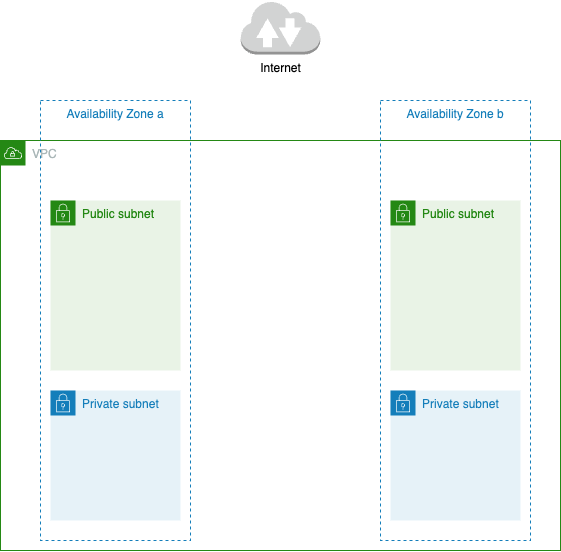 Internet
Availability Zone a
Availability Zone b
VPC
Public subnet
Public subnet
Private subnet
Private subnet